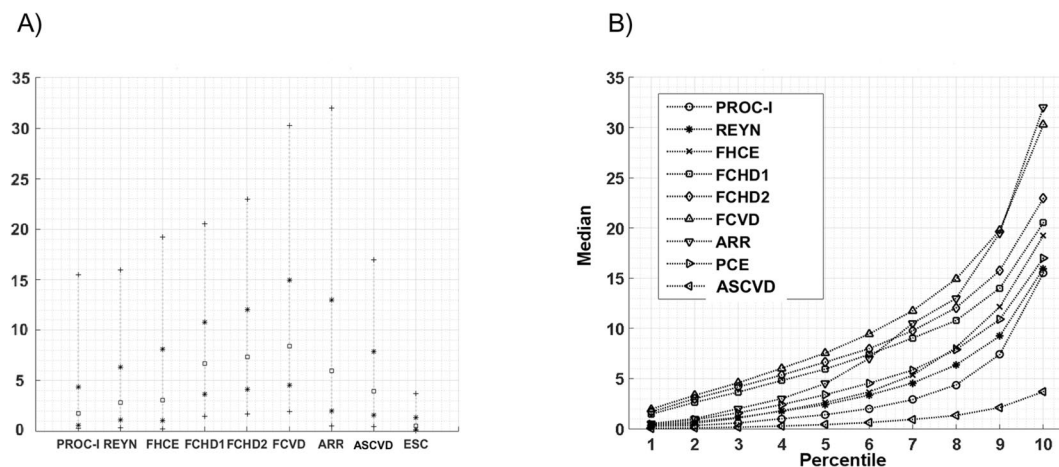 A)
35
30
25
20
15
10
5
0
PROC-I REYN FHCE FCHD1 FCHD2 FCVD ARR ASCVD ESC
B)
35
30
25
20
15
10
5
0
Median
PROC-I
REYN
FHCE
FCHD1
FCHD2
FCVD
ARR
PCE
ASCVD
1 2 3 4 5 6 7 8 9 10
Percentile